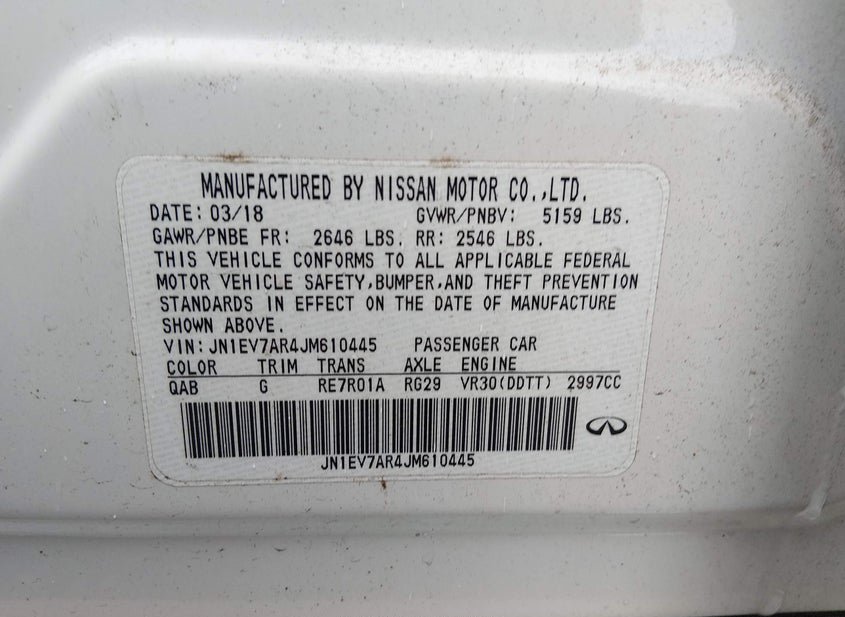 MANUFACTURED BY NISSAN MOTOR CO.,LTD.
DATE: 03/18 GVWR/PNBV: 5159 LBS.
GAWR/PNBE FR: 2646 LBS. RR: 2546 LBS.
THIS VEHICLE CONFORMS TO ALL APPLICABLE FEDERAL
MOTOR VEHICLE SAFETY,BUMPER,AND THEFT PREVENTION
STANDARDS IN EFFECT ON THE DATE OF MANUFACTURE
SHOWN ABOVE.
VIN:JN1EV7AR4JM610445 PASSENGER CAR
COLOR TRIM TRANS AXLE ENGINE
QAB G RE7R01A RG29 VR30(DDTT) 2997CC
JN1EV7AR4JM610445